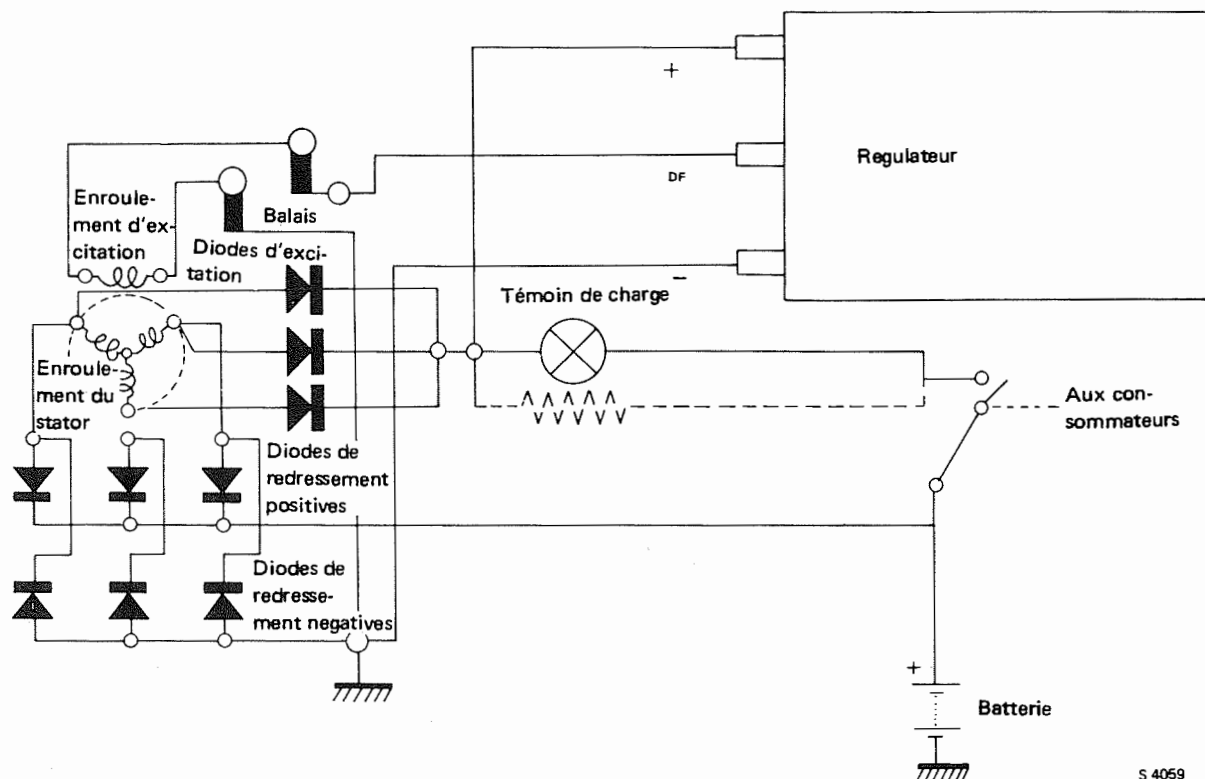 +
Regulateur
DF
Enroule-
ment d'ex-
citation
Balais
Diodes d'exci-
tation
−
Témoin de charge
Enroule-
ment du
stator
Aux con-
sommateurs
Diodes de
redressement
positives
Diodes de
redresse-
ment negatives
+
Batterie
S 4059